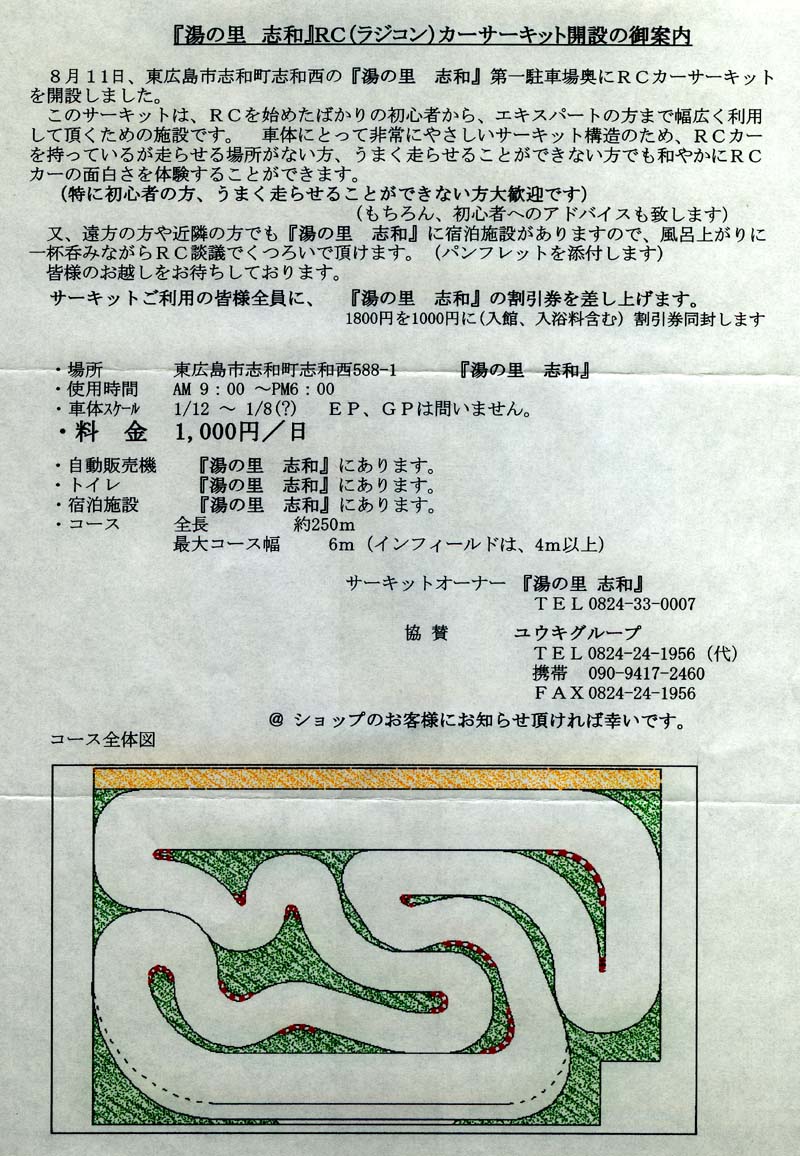 『湯の里　志和』RC（ラジコン）カーサーキット開設の御案内
８月１１日、東広島市志和町志和西の『湯の里　志和』第一駐車場奥にＲＣカーサーキット
を開設しました。
このサーキットは、ＲＣを始めたばかりの初心者から、エキスパートの方まで幅広く利用
して頂くための施設です。　車体にとって非常にやさしいサーキット構造のため、ＲＣカー
を持っているが走らせる場所がない方、うまく走らせることができない方でも和やかにＲＣ
カーの面白さを体験することができます。
（特に初心者の方、うまく走らせることができない方大歓迎です）
（もちろん、初心者へのアドバイスも致します）
又、遠方の方や近隣の方でも『湯の里　志和』に宿泊施設がありますので、風呂上がりに
一杯呑みながらＲＣ談議でくつろいで頂けます。（パンフレットを添付します）
皆様のお越しをお待ちしております。
サーキットご利用の皆様全員に、　『湯の里　志和』の割引券を差し上げます。
1800円を1000円に（入館、入浴料含む）割引券同封します
・場所　東広島市志和町志和西588-1　『湯の里　志和』
・使用時間　AM 9：00 ～PM6：00
・車体ｽｹｰﾙ　1/12 ～ 1/8(?)　ＥＰ、ＧＰは問いません。
・料　金　1,000円／日
・自動販売機　『湯の里　志和』にあります。
・トイレ　『湯の里　志和』にあります。
・宿泊施設　『湯の里　志和』にあります。
・コース　全長　約250ｍ
最大コース幅　6ｍ（インフィールドは、4ｍ以上）
サーキットオーナー　『湯の里 志和』
ＴＥＬ 0824-33-0007
協 賛　ユウキグループ
ＴＥＬ 0824-24-1956（代）
携帯　090-9417-2460
ＦＡＸ 0824-24-1956
＠ ショップのお客様にお知らせ頂ければ幸いです。
コース全体図